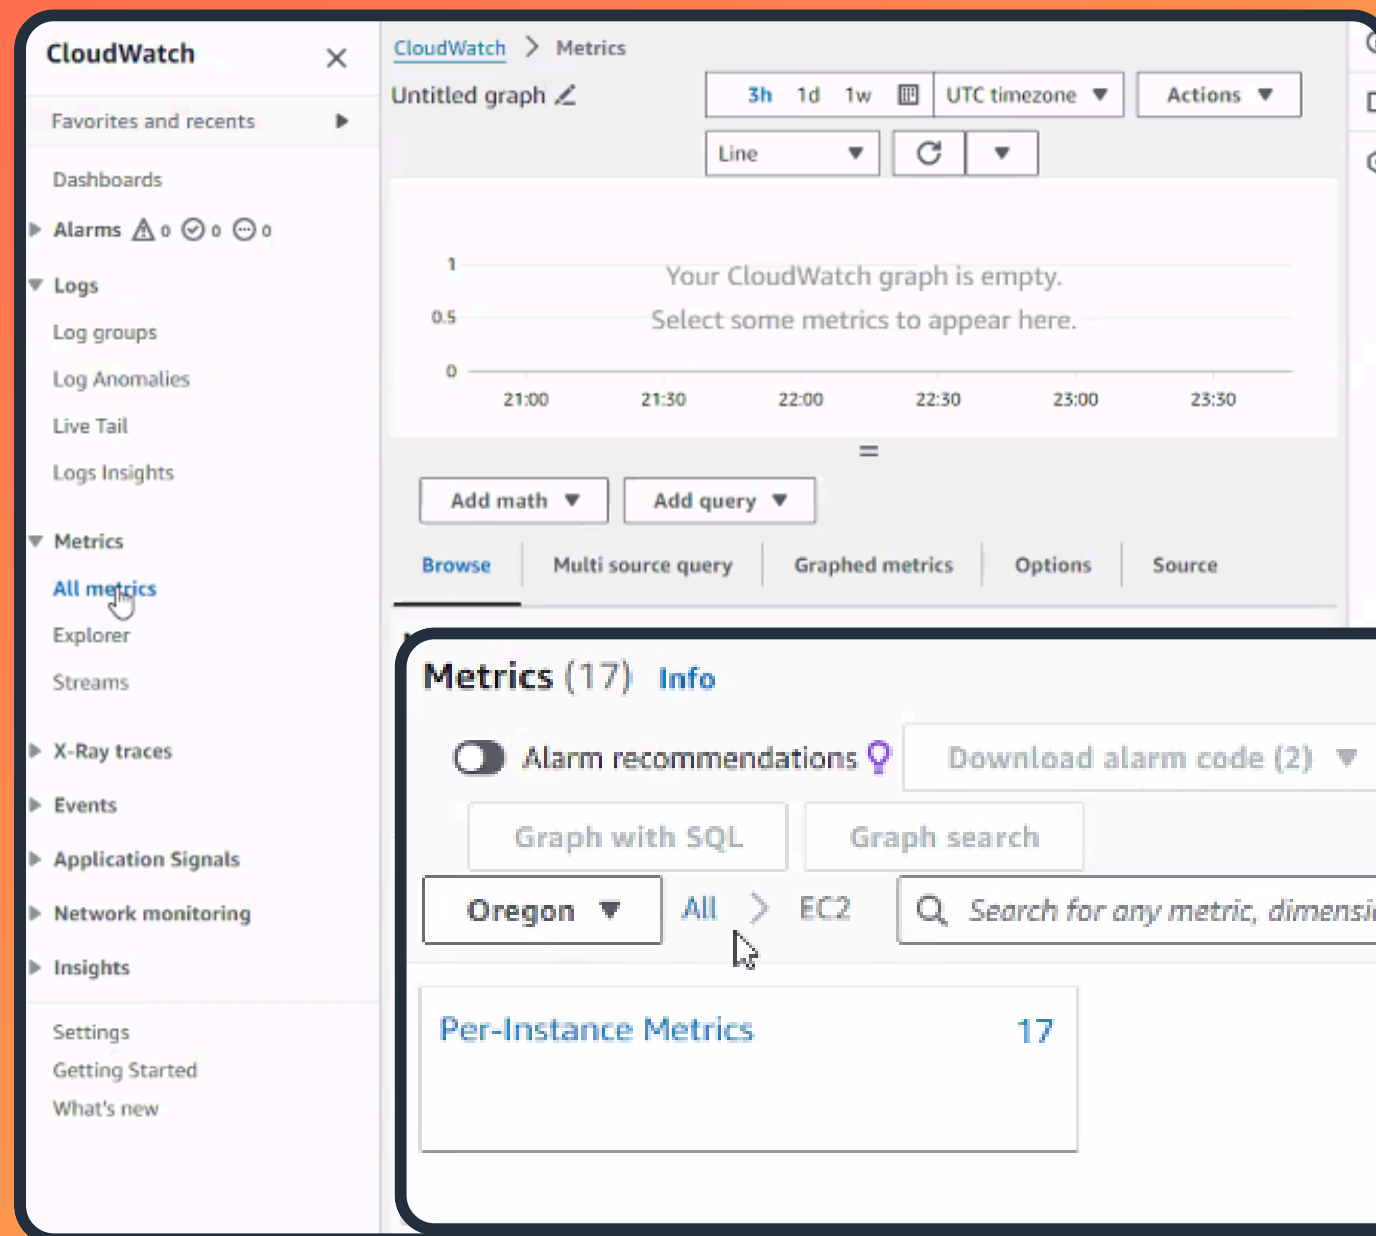 CloudWatch
Favorites and recents
Dashboards
Alarms 0 0 0
Logs
Log groups
Log Anomalies
Live Tail
Logs Insights
Metrics
All metrics
Explorer
Streams
X-Ray traces
Events
Application Signals
Network monitoring
Insights
Settings
Getting Started
What's new
CloudWatch > Metrics
Untitled graph
3h 1d 1w UTC timezone Actions
Line
1
Your CloudWatch graph is empty.
0.5
Select some metrics to appear here.
0
21:00 21:30 22:00 22:30 23:00 23:30
Add math Add query
Browse Multi source query Graphed metrics Options Source
Metrics (17) Info
Alarm recommendations Download alarm code (2)
Graph with SQL Graph search
Oregon All > EC2 Search for any metric, dimensi
Per-Instance Metrics 17